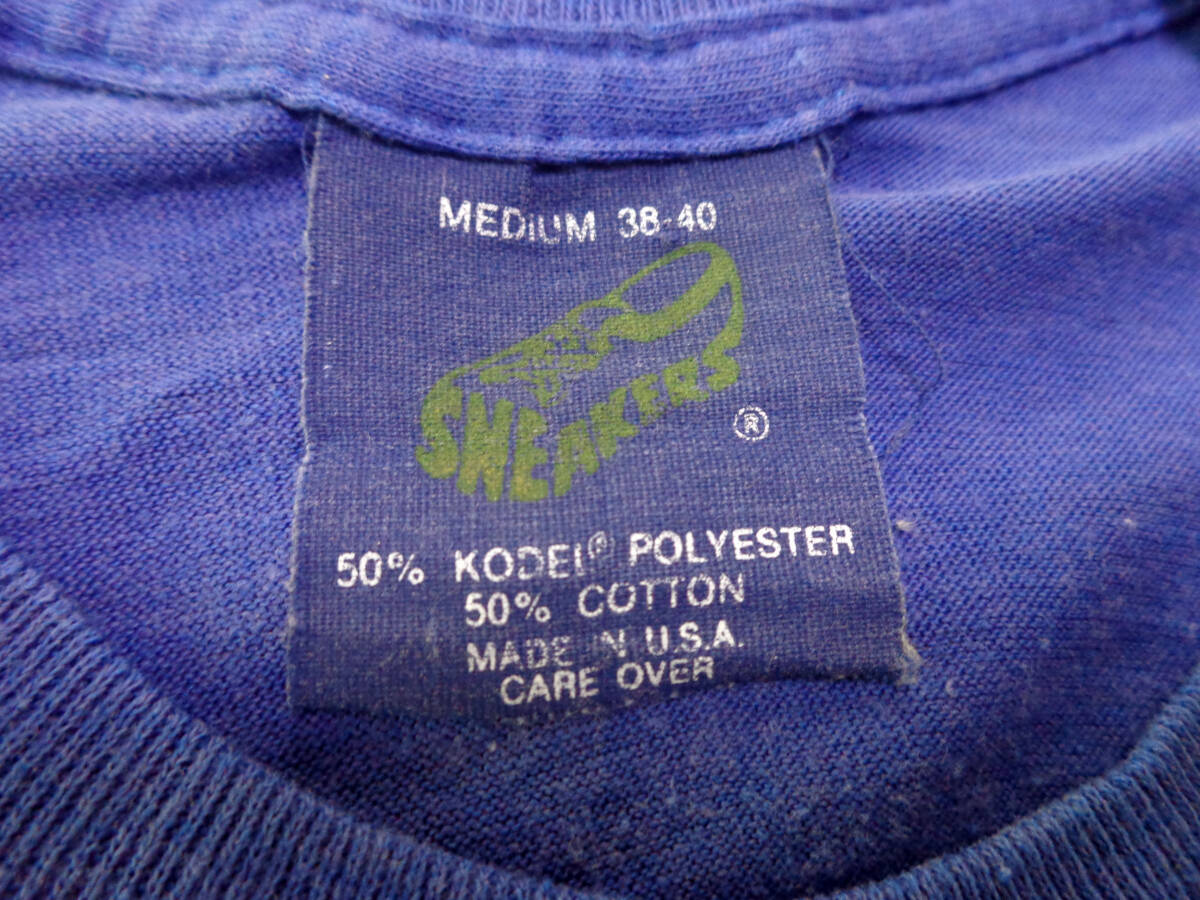 MEDIUM 38-40
SNEAKERS
®
50% KODEL® POLYESTER
50% COTTON
MADE IN U.S.A.
CARE OVER